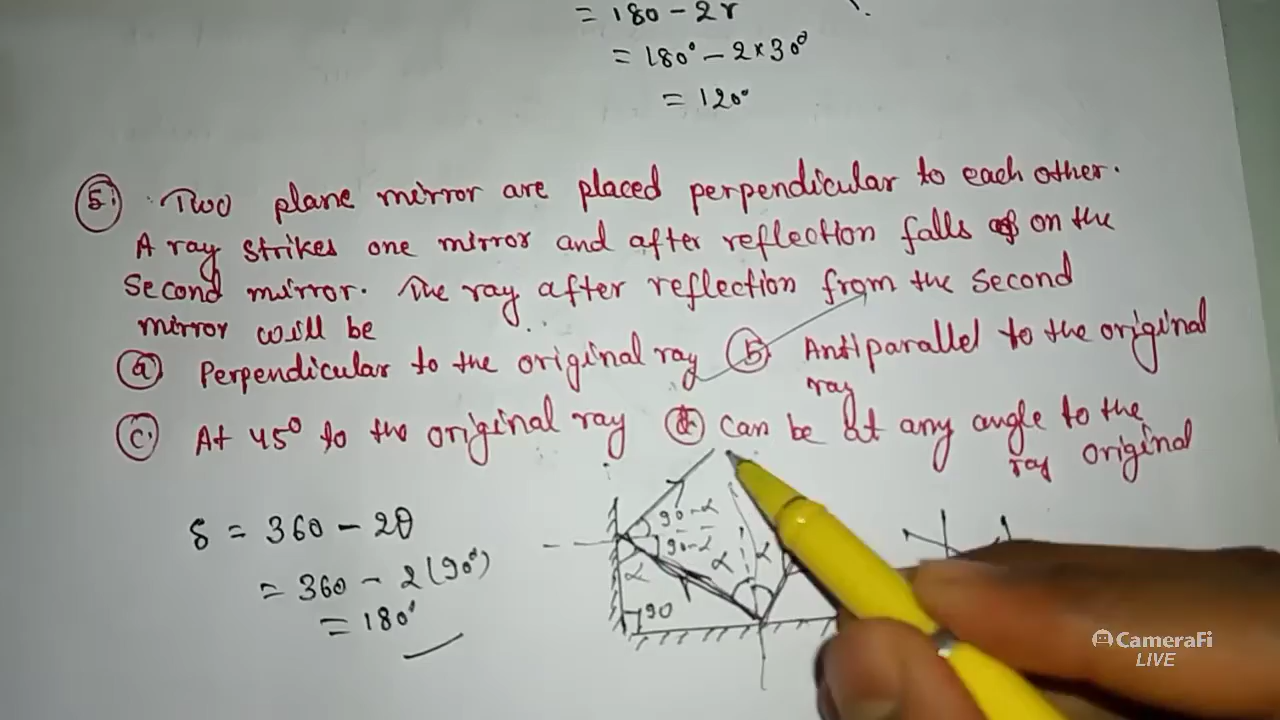 = 180 - 2r
= 180° - 2×30°
= 120°
5. Two plane mirror are placed perpendicular to each other.
A ray strikes one mirror and after reflection falls on the
Second mirror. The ray after reflection from the Second
mirror will be
(a) Perpendicular to the original ray (b) Antiparallel to the original
ray
(c) At 45° to the original ray (d) can be at any angle to the
ray original
δ = 360 - 2θ
= 360 - 2(90°)
= 180°
90-α
90-α
α
α
α
90
CameraFi
LIVE